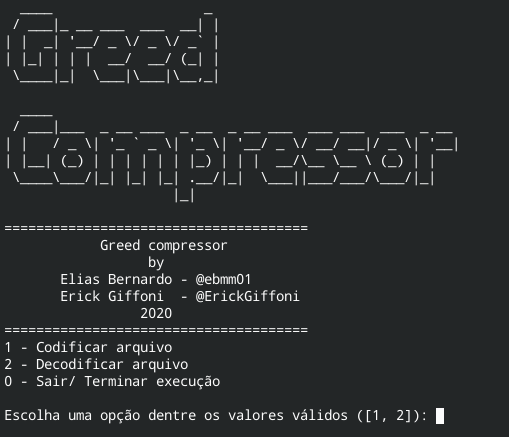 Greed
Compressor
======================================
Greed compressor
by
Elias Bernardo - @ebmm01
Erick Giffoni  - @ErickGiffoni
2020
======================================
1 - Codificar arquivo
2 - Decodificar arquivo
0 - Sair/ Terminar execução
Escolha uma opção dentre os valores válidos ([1, 2]):